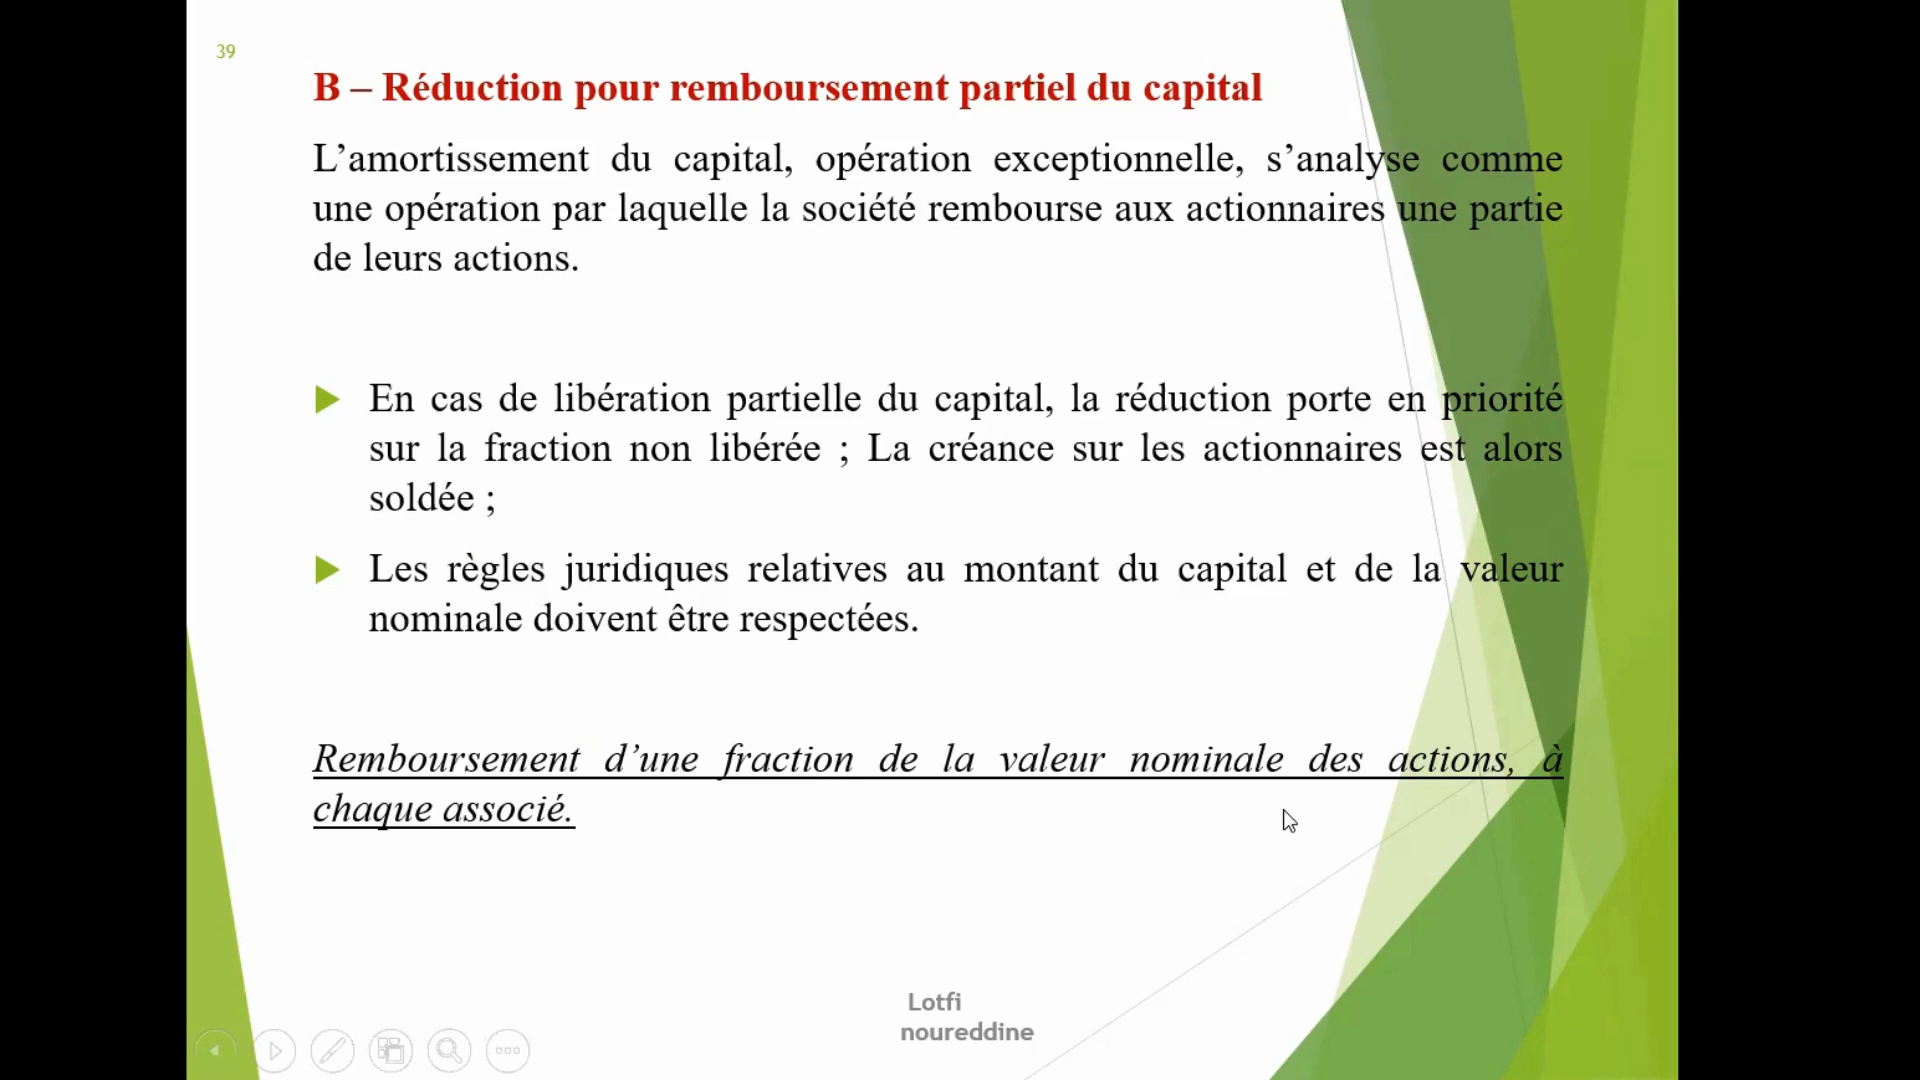 39
B – Réduction pour remboursement partiel du capital
L’amortissement du capital, opération exceptionnelle, s’analyse comme
une opération par laquelle la société rembourse aux actionnaires une partie
de leurs actions.
En cas de libération partielle du capital, la réduction porte en priorité
sur la fraction non libérée ; La créance sur les actionnaires est alors
soldée ;
Les règles juridiques relatives au montant du capital et de la valeur
nominale doivent être respectées.
Remboursement d’une fraction de la valeur nominale des actions, à
chaque associé.
Lotfi
noureddine